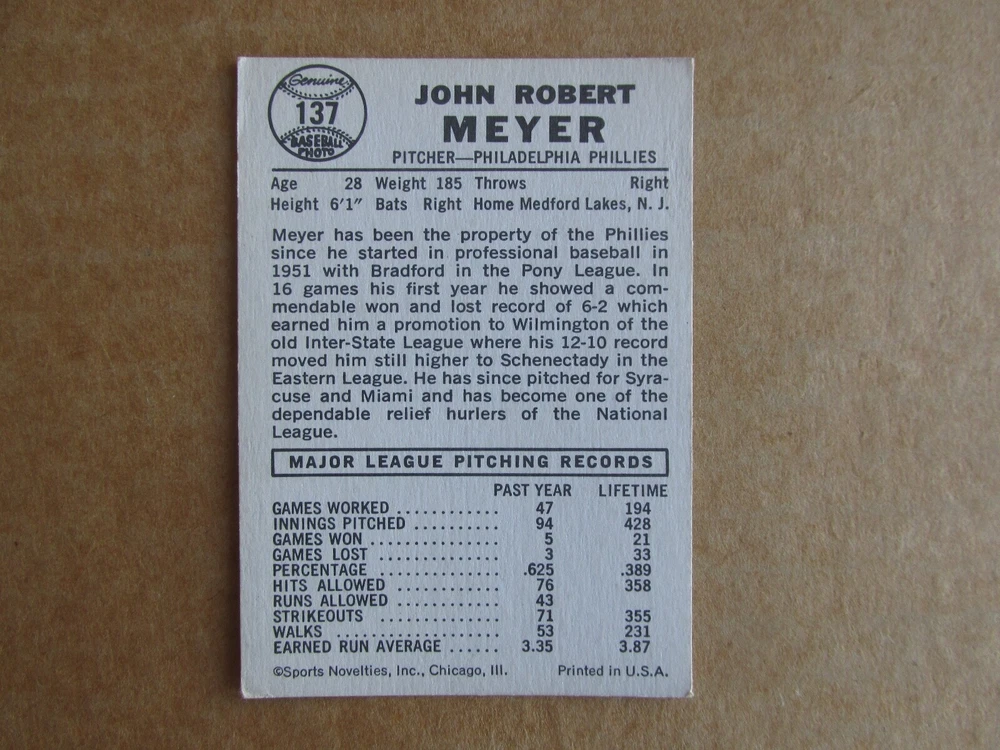 Genuine
137
BASEBALL
PHOTO
JOHN ROBERT
MEYER
PITCHER—PHILADELPHIA PHILLIES
Age 28 Weight 185 Throws Right
Height 6'1" Bats Right Home Medford Lakes, N. J.
Meyer has been the property of the Phillies
since he started in professional baseball in
1951 with Bradford in the Pony League. In
16 games his first year he showed a com-
mendable won and lost record of 6-2 which
earned him a promotion to Wilmington of the
old Inter-State League where his 12-10 record
moved him still higher to Schenectady in the
Eastern League. He has since pitched for Syra-
cuse and Miami and has become one of the
dependable relief hurlers of the National
League.
MAJOR LEAGUE PITCHING RECORDS
PAST YEAR LIFETIME
GAMES WORKED ............ 47 194
INNINGS PITCHED .......... 94 428
GAMES WON ............... 5 21
GAMES LOST .............. 3 33
PERCENTAGE .............. .625 .389
HITS ALLOWED ............ 76 358
RUNS ALLOWED ............ 43
STRIKEOUTS .............. 71 355
WALKS ................... 53 231
EARNED RUN AVERAGE ...... 3.35 3.87
©Sports Novelties, Inc., Chicago, Ill. Printed in U.S.A.